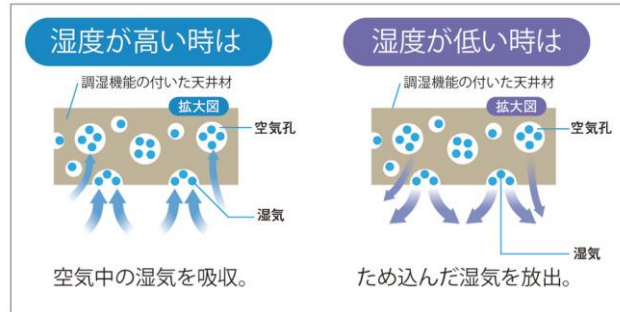 湿度が高い時は
調湿機能の付いた天井材
拡大図
空気孔
湿気
空気中の湿気を吸収。
湿度が低い時は
調湿機能の付いた天井材
拡大図
空気孔
湿気
ため込んだ湿気を放出。